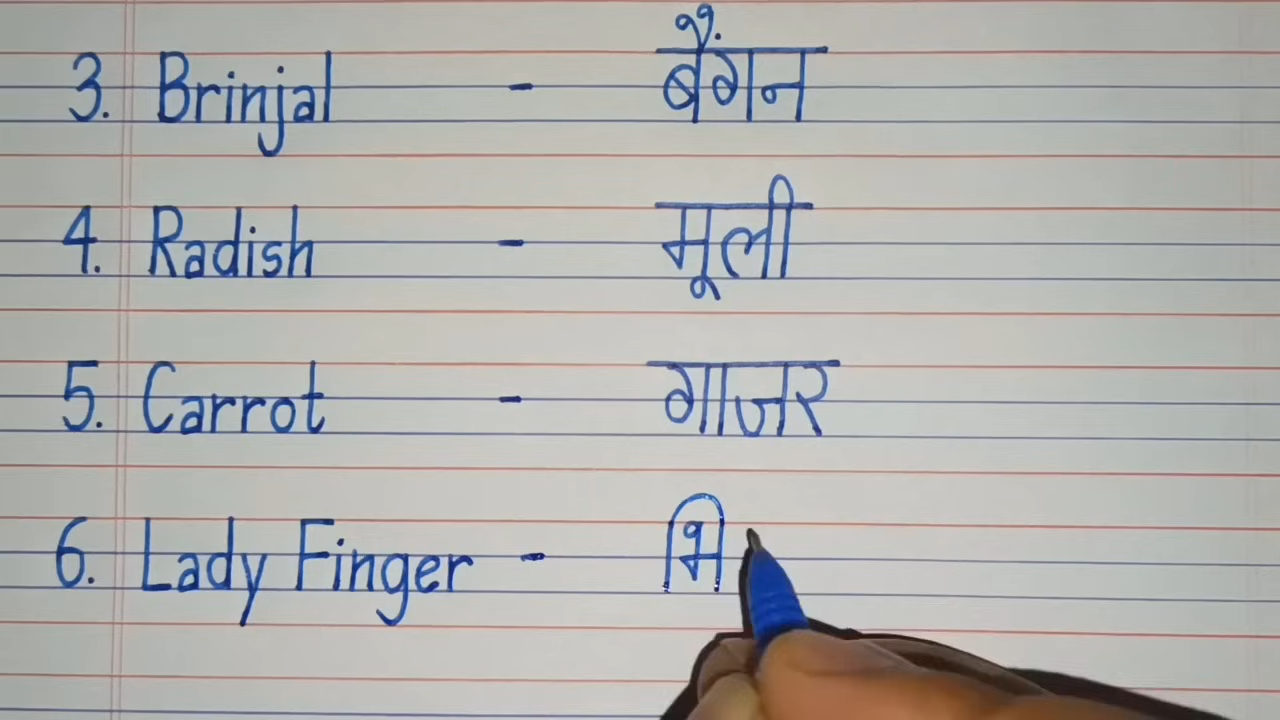 3. Brinjal - बैंगन
4. Radish - मूली
5. Carrot - गाजर
6. Lady Finger - भि